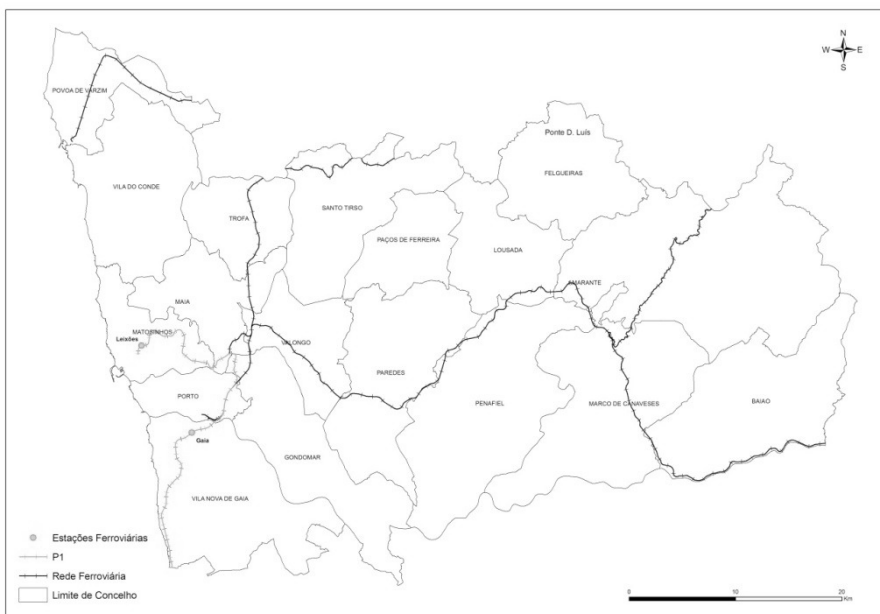 N
W E
S
POVOA DE VARZIM
Ponte D. Luís
FELGUEIRAS
VILA DO CONDE
SANTO TIRSO
TROFA
PAÇOS DE FERREIRA
LOUSADA
AMARANTE
MAIA
MATOSINHOS
Leixões
VALONGO
PAREDES
PORTO
PENAFIEL
MARCO DE CANAVESES
BAIAO
Gaia
GONDOMAR
VILA NOVA DE GAIA
Estações Ferroviárias
P1
Rede Ferroviária
Limite de Concelho
0 10 20
Km